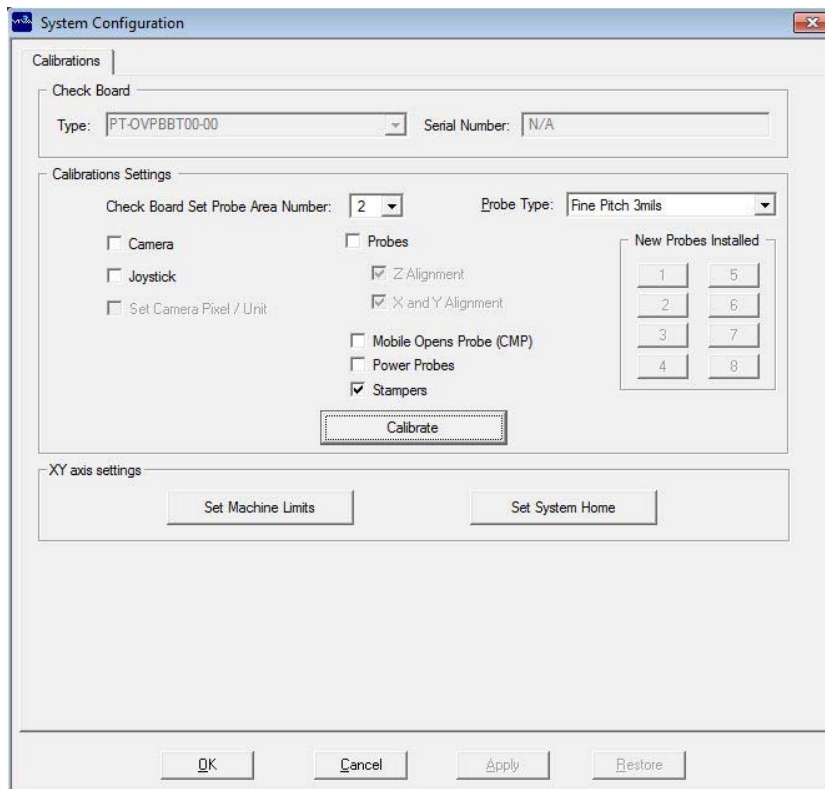 System Configuration
Calibrations
Check Board
Type: PT-OVPBBT00-00 Serial Number: N/A
Calibrations Settings
Check Board Set Probe Area Number: 2 Probe Type: Fine Pitch 3mils
Camera Probes New Probes Installed
Joystick Z Alignment 1 5
Set Camera Pixel / Unit X and Y Alignment 2 6
Mobile Opens Probe (CMP) 3 7
Power Probes 4 8
Stampers
Calibrate
XY axis settings
Set Machine Limits Set System Home
OK Cancel Apply Restore